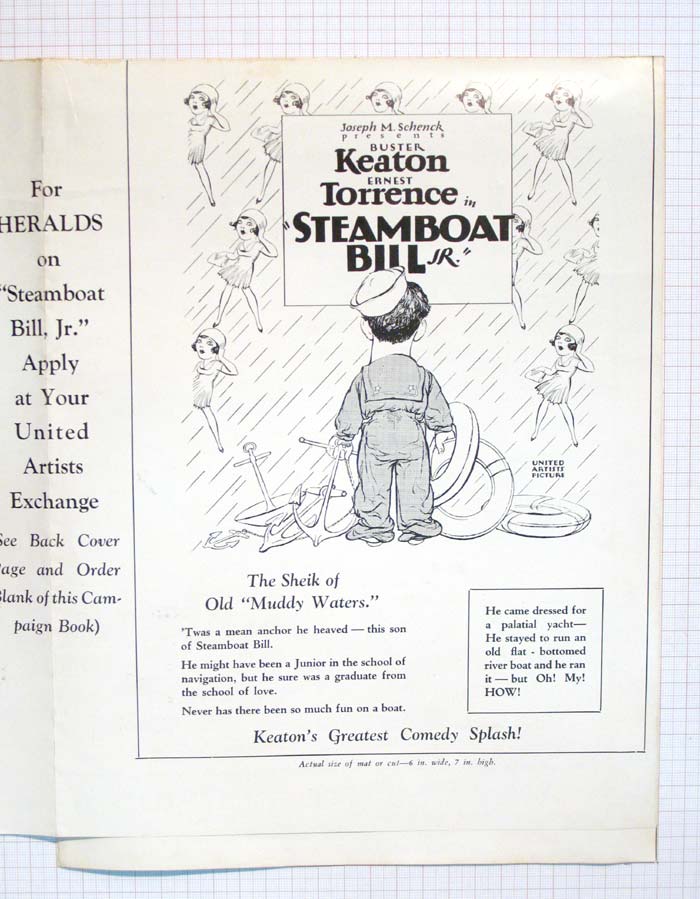 For
HERALDS
on
"Steamboat
Bill, Jr."
Apply
at Your
United
Artists
Exchange
See Back Cover
age and Order
lank of this Cam-
paign Book)
Joseph M. Schenck
presents
BUSTER
Keaton
ERNEST
Torrence in
"STEAMBOAT
BILL JR."
UNITED
ARTISTS
PICTURE
The Sheik of
Old "Muddy Waters."
'Twas a mean anchor he heaved — this son
of Steamboat Bill.
He might have been a Junior in the school of
navigation, but he sure was a graduate from
the school of love.
Never has there been so much fun on a boat.
He came dressed for
a palatial yacht—
He stayed to run an
old flat - bottomed
river boat and he ran
it — but Oh! My!
HOW!
Keaton's Greatest Comedy Splash!
Actual size of mat or cut—6 in. wide, 7 in. high.